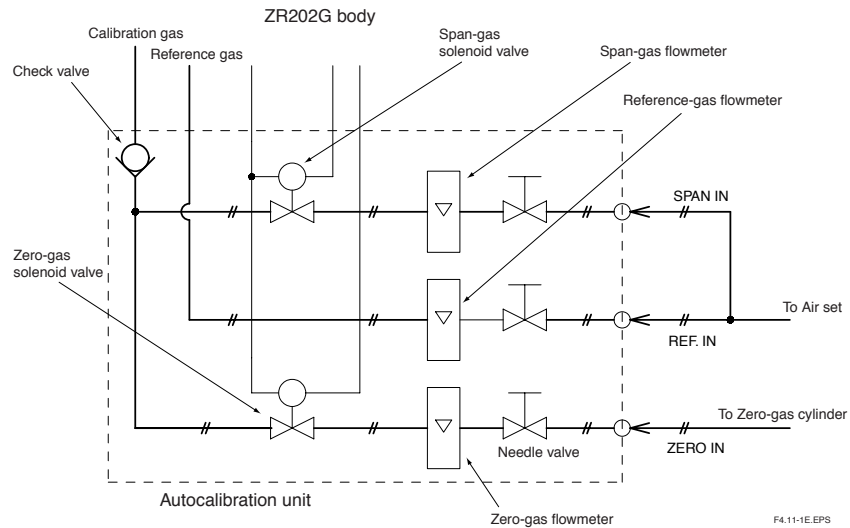 ZR202G body
Calibration gas
Reference gas
Span-gas
solenoid valve
Span-gas flowmeter
Check valve
Reference-gas flowmeter
SPAN IN
Zero-gas
solenoid valve
To Air set
REF. IN
To Zero-gas cylinder
Needle valve
ZERO IN
Autocalibration unit
Zero-gas flowmeter
F4.11-1E.EPS